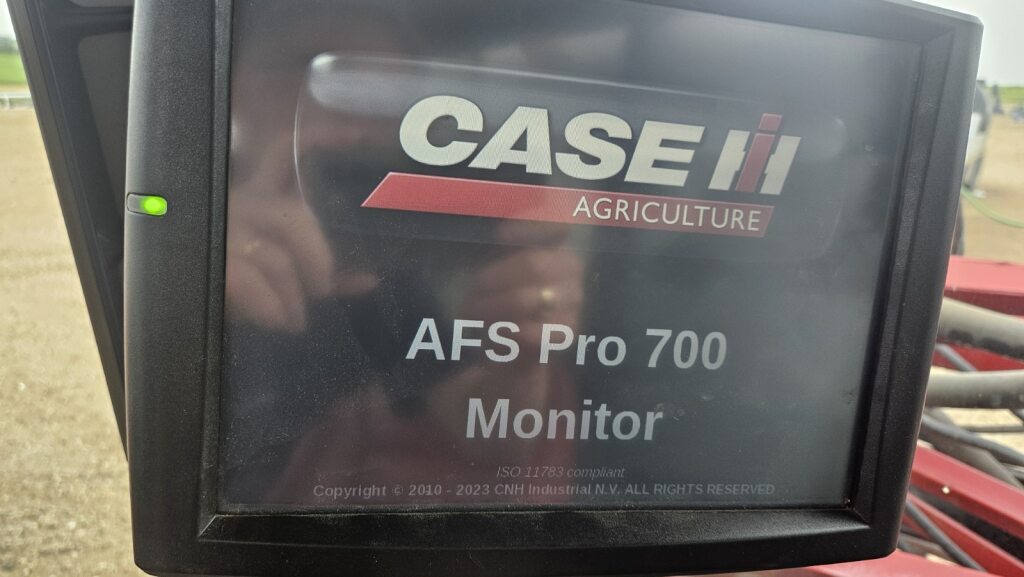 CASE IH
AGRICULTURE
AFS Pro 700
Monitor
ISO 11783 compliant
Copyright © 2010 - 2023 CNH Industrial N.V. ALL RIGHTS RESERVED